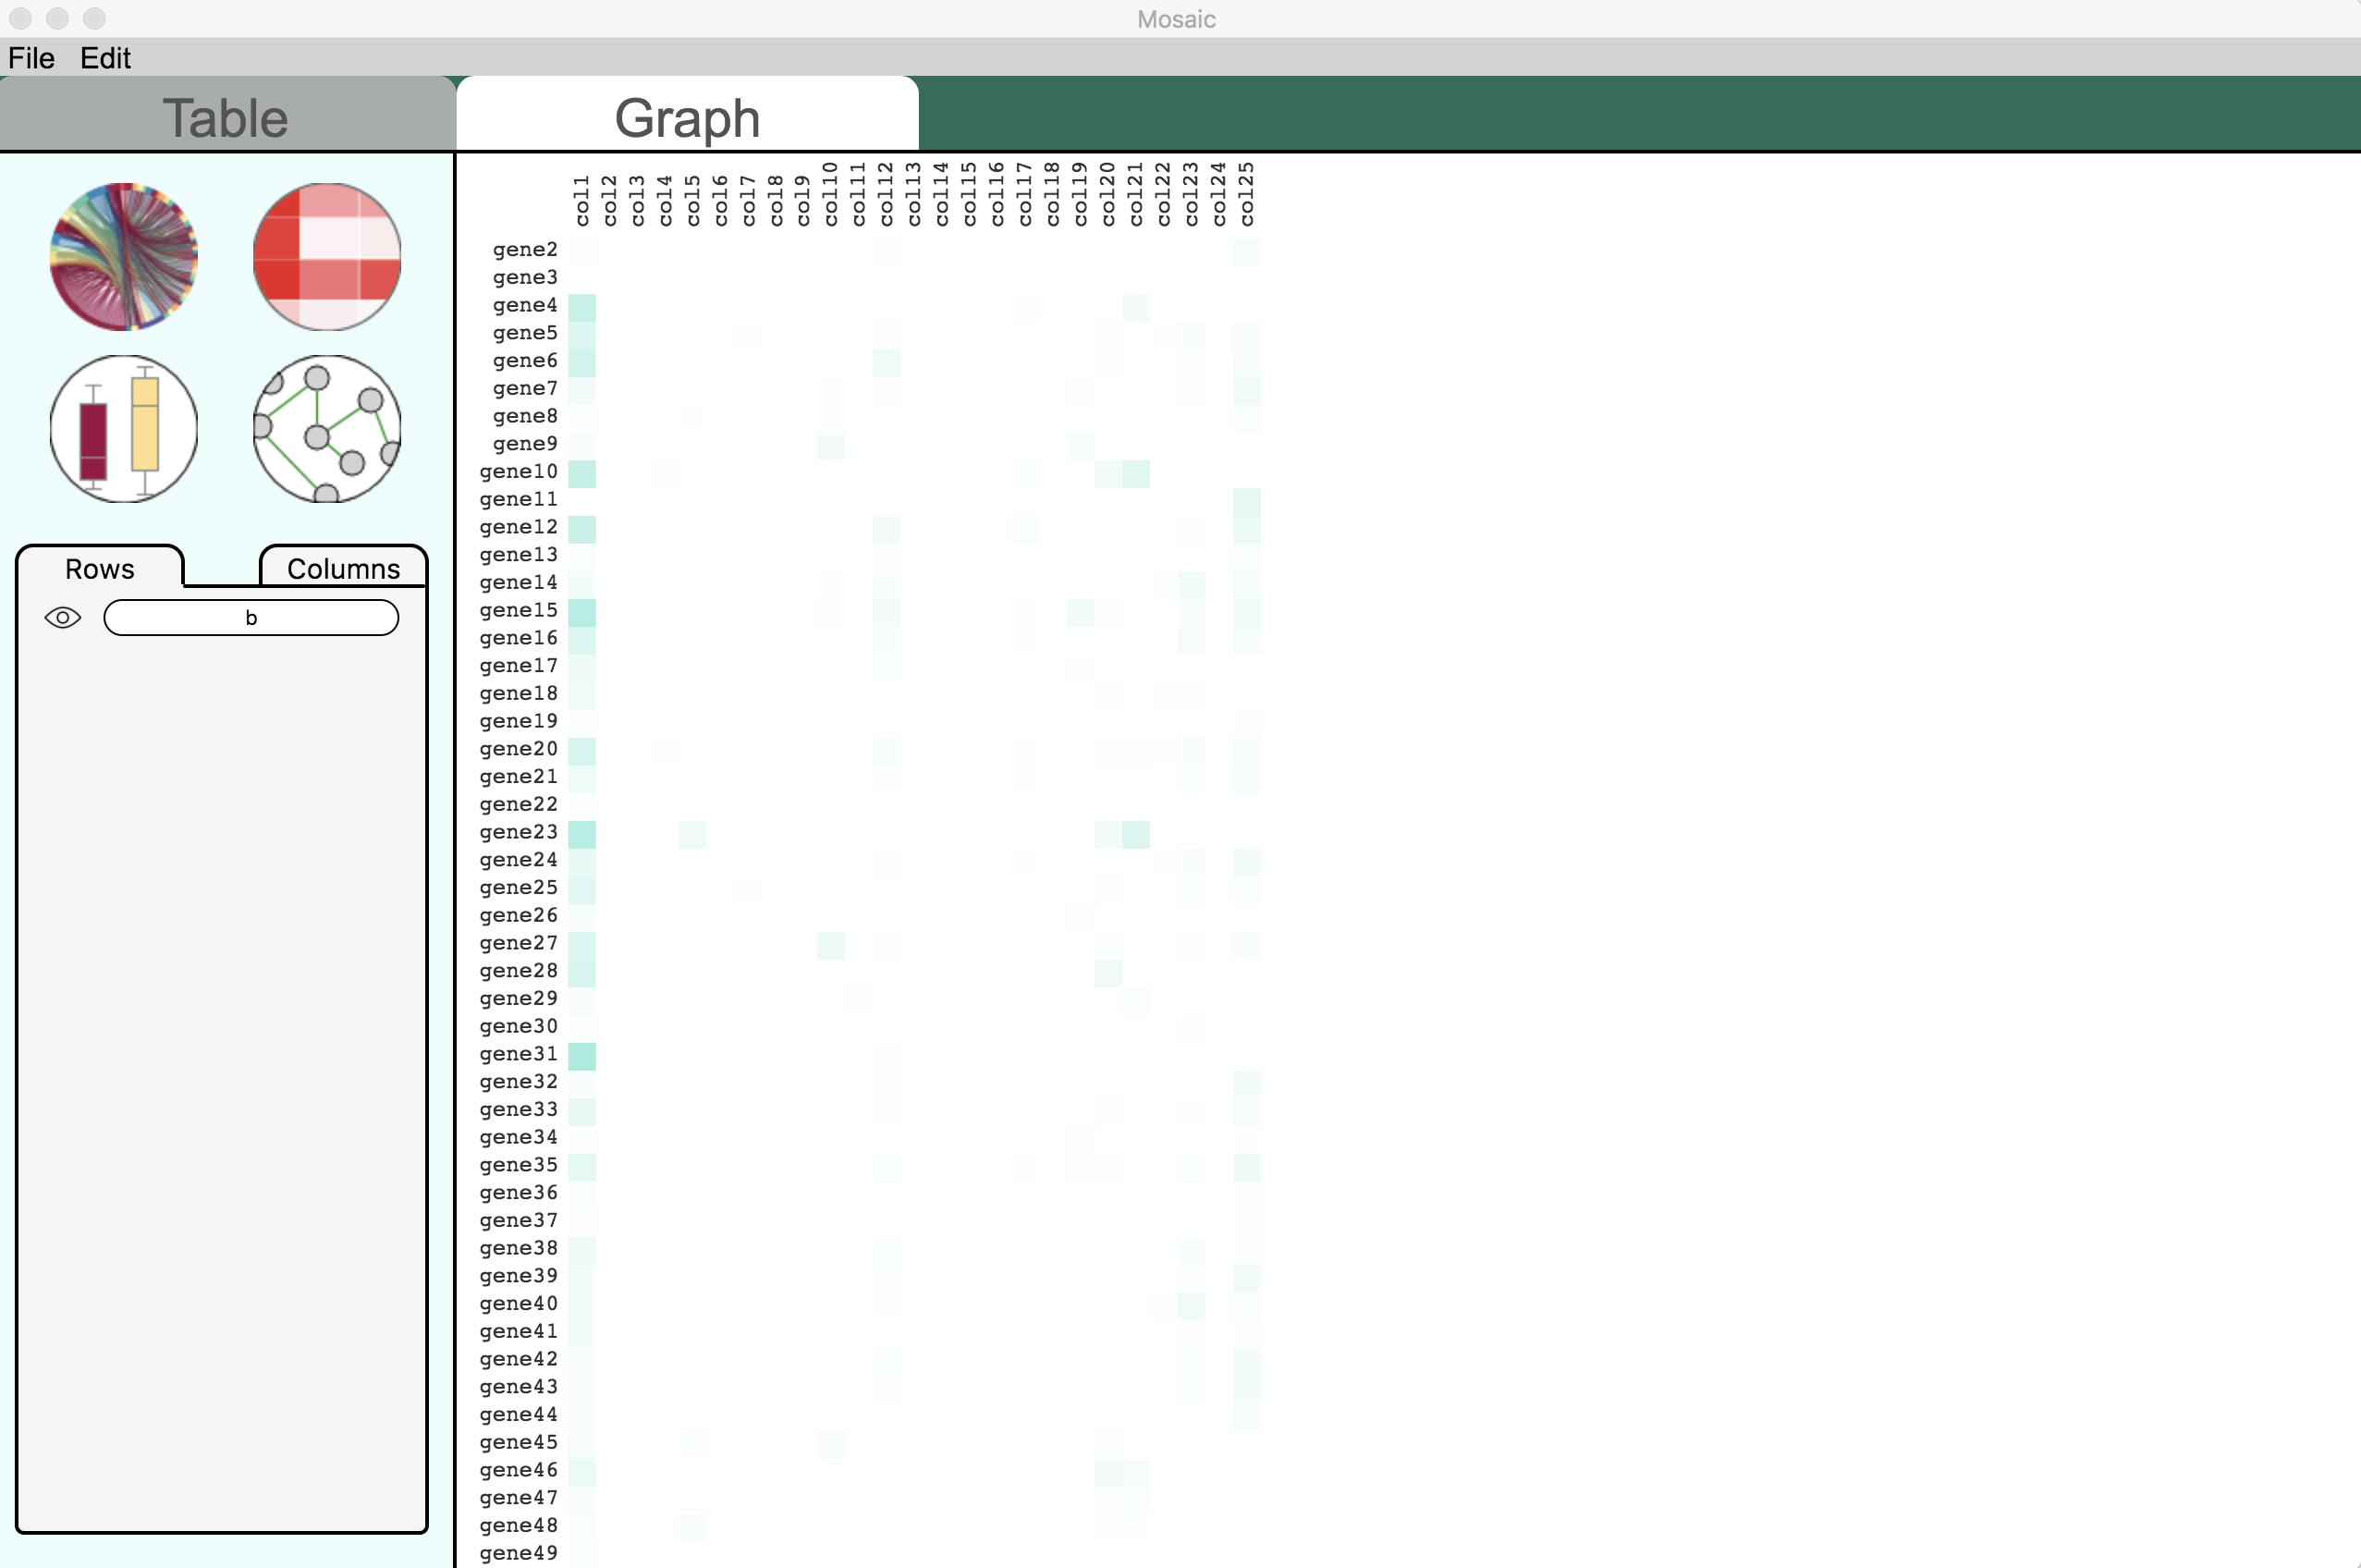 Mosaic
File Edit
Table Graph
col1 col2 col3 col4 col5 col6 col7 col8 col9 col10 col11 col12 col13 col14 col15 col16 col17 col18 col19 col20 col21 col22 col23 col24 col25
gene2
gene3
gene4
gene5
gene6
gene7
gene8
gene9
gene10
gene11
gene12
gene13
gene14
gene15
gene16
gene17
gene18
gene19
gene20
gene21
gene22
gene23
gene24
gene25
gene26
gene27
gene28
gene29
gene30
gene31
gene32
gene33
gene34
gene35
gene36
gene37
gene38
gene39
gene40
gene41
gene42
gene43
gene44
gene45
gene46
gene47
gene48
gene49
Rows Columns
b